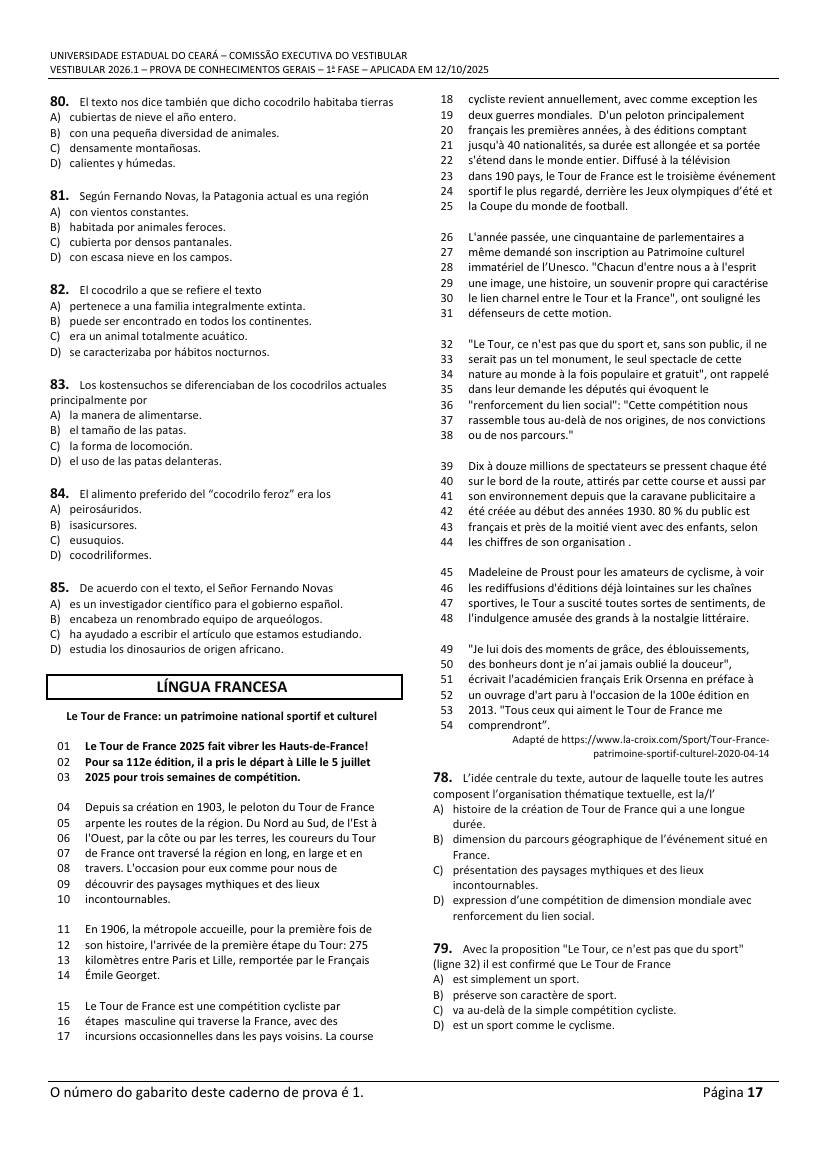 UNIVERSIDADE ESTADUAL DO CEARÁ – COMISSÃO EXECUTIVA DO VESTIBULAR
VESTIBULAR 2026.1 – PROVA DE CONHECIMENTOS GERAIS – 1ª FASE – APLICADA EM 12/10/2025
80. El texto nos dice también que dicho cocodrilo habitaba tierras
A) cubiertas de nieve el año entero.
B) con una pequeña diversidad de animales.
C) densamente montañosas.
D) calientes y húmedas.
81. Según Fernando Novas, la Patagonia actual es una región
A) con vientos constantes.
B) habitada por animales feroces.
C) cubierta por densos pantanales.
D) con escasa nieve en los campos.
82. El cocodrilo a que se refiere el texto
A) pertenece a una familia integralmente extinta.
B) puede ser encontrado en todos los continentes.
C) era un animal totalmente acuático.
D) se caracterizaba por hábitos nocturnos.
83. Los kostensuchos se diferenciaban de los cocodrilos actuales
principalmente por
A) la manera de alimentarse.
B) el tamaño de las patas.
C) la forma de locomoción.
D) el uso de las patas delanteras.
84. El alimento preferido del “cocodrilo feroz” era los
A) peirosáuridos.
B) isasicursores.
C) eusuquios.
D) cocodriliformes.
85. De acuerdo con el texto, el Señor Fernando Novas
A) es un investigador científico para el gobierno español.
B) encabeza un renombrado equipo de arqueólogos.
C) ha ayudado a escribir el artículo que estamos estudiando.
D) estudia los dinosaurios de origen africano.
LÍNGUA FRANCESA
Le Tour de France: un patrimoine national sportif et culturel
01 Le Tour de France 2025 fait vibrer les Hauts-de-France!
02 Pour sa 112e édition, il a pris le départ à Lille le 5 juillet
03 2025 pour trois semaines de compétition.
04 Depuis sa création en 1903, le peloton du Tour de France
05 arpente les routes de la région. Du Nord au Sud, de l'Est à
06 l'Ouest, par la côte ou par les terres, les coureurs du Tour
07 de France ont traversé la région en long, en large et en
08 travers. L'occasion pour eux comme pour nous de
09 découvrir des paysages mythiques et des lieux
10 incontournables.
11 En 1906, la métropole accueille, pour la première fois de
12 son histoire, l'arrivée de la première étape du Tour: 275
13 kilomètres entre Paris et Lille, remportée par le Français
14 Émile Georget.
15 Le Tour de France est une compétition cycliste par
16 étapes masculine qui traverse la France, avec des
17 incursions occasionnelles dans les pays voisins. La course
18 cycliste revient annuellement, avec comme exception les
19 deux guerres mondiales. D'un peloton principalement
20 français les premières années, à des éditions comptant
21 jusqu'à 40 nationalités, sa durée est allongée et sa portée
22 s'étend dans le monde entier. Diffusé à la télévision
23 dans 190 pays, le Tour de France est le troisième événement
24 sportif le plus regardé, derrière les Jeux olympiques d’été et
25 la Coupe du monde de football.
26 L'année passée, une cinquantaine de parlementaires a
27 même demandé son inscription au Patrimoine culturel
28 immatériel de l’Unesco. "Chacun d'entre nous a à l'esprit
29 une image, une histoire, un souvenir propre qui caractérise
30 le lien charnel entre le Tour et la France", ont souligné les
31 défenseurs de cette motion.
32 "Le Tour, ce n'est pas que du sport et, sans son public, il ne
33 serait pas un tel monument, le seul spectacle de cette
34 nature au monde à la fois populaire et gratuit", ont rappelé
35 dans leur demande les députés qui évoquent le
36 "renforcement du lien social": "Cette compétition nous
37 rassemble tous au-delà de nos origines, de nos convictions
38 ou de nos parcours."
39 Dix à douze millions de spectateurs se pressent chaque été
40 sur le bord de la route, attirés par cette course et aussi par
41 son environnement depuis que la caravane publicitaire a
42 été créée au début des années 1930. 80 % du public est
43 français et près de la moitié vient avec des enfants, selon
44 les chiffres de son organisation .
45 Madeleine de Proust pour les amateurs de cyclisme, à voir
46 les rediffusions d'éditions déjà lointaines sur les chaînes
47 sportives, le Tour a suscité toutes sortes de sentiments, de
48 l'indulgence amusée des grands à la nostalgie littéraire.
49 "Je lui dois des moments de grâce, des éblouissements,
50 des bonheurs dont je n’ai jamais oublié la douceur",
51 écrivait l'académicien français Erik Orsenna en préface à
52 un ouvrage d'art paru à l'occasion de la 100e édition en
53 2013. "Tous ceux qui aiment le Tour de France me
54 comprendront”.
Adapté de https://www.la-croix.com/Sport/Tour-France-
patrimoine-sportif-culturel-2020-04-14
78. L’idée centrale du texte, autour de laquelle toute les autres
composent l’organisation thématique textuelle, est la/l’
A) histoire de la création de Tour de France qui a une longue
durée.
B) dimension du parcours géographique de l’événement situé en
France.
C) présentation des paysages mythiques et des lieux
incontournables.
D) expression d’une compétition de dimension mondiale avec
renforcement du lien social.
79. Avec la proposition "Le Tour, ce n'est pas que du sport"
(ligne 32) il est confirmé que Le Tour de France
A) est simplement un sport.
B) préserve son caractère de sport.
C) va au-delà de la simple compétition cycliste.
D) est un sport comme le cyclisme.
O número do gabarito deste caderno de prova é 1.
Página 17